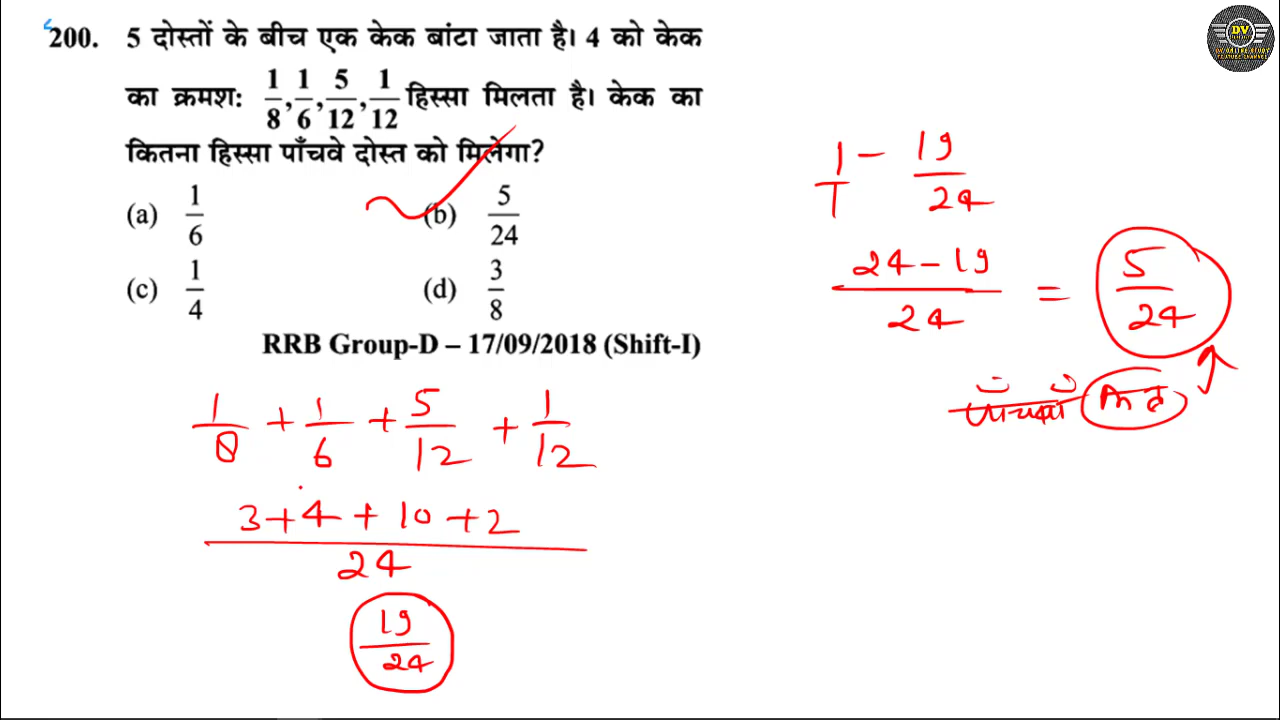 200. 5 दोस्तों के बीच एक केक बांटा जाता है। 4 को केक
का क्रमश: 1/8, 1/6, 5/12, 1/12 हिस्सा मिलता है। केक का
कितना हिस्सा पाँचवे दोस्त को मिलेगा?
(a) 1/6 (b) 5/24
(c) 1/4 (d) 3/8
RRB Group-D – 17/09/2018 (Shift-I)
1/8 + 1/6 + 5/12 + 1/12
3+4+10+2
24
19/24
1/1 - 19/24
24-19/24 = 5/24
DV